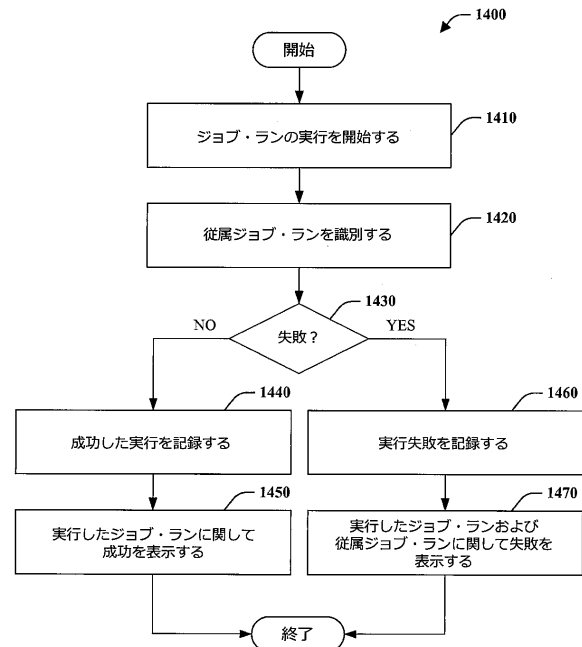 1400
開始
1410
ジョブ・ランの実行を開始する
1420
従属ジョブ・ランを識別する
1430
NO
失敗？
YES
1440
成功した実行を記録する
1460
実行失敗を記録する
1450
実行したジョブ・ランに関して
成功を表示する
1470
実行したジョブ・ランおよび
従属ジョブ・ランに関して失敗を
表示する
終了